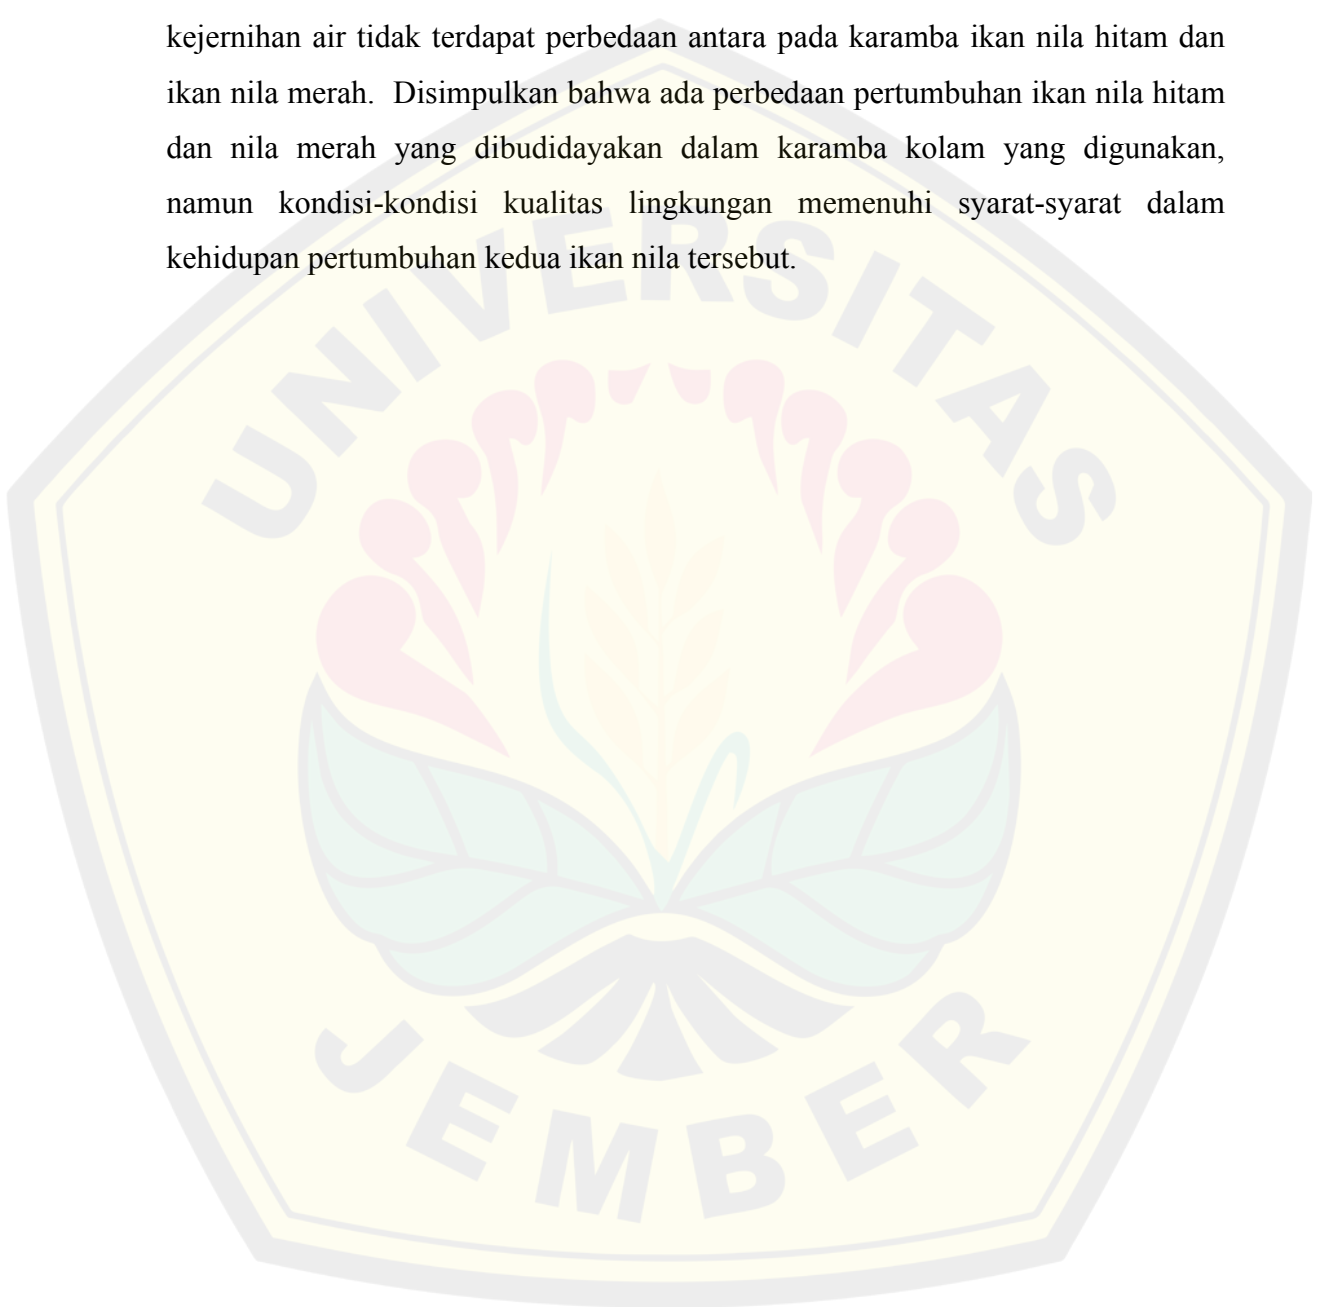 kejernihan air tidak terdapat perbedaan antara pada karamba ikan nila hitam dan
ikan nila merah. Disimpulkan bahwa ada perbedaan pertumbuhan ikan nila hitam
dan nila merah yang dibudidayakan dalam karamba kolam yang digunakan,
namun kondisi-kondisi kualitas lingkungan memenuhi syarat-syarat dalam
kehidupan pertumbuhan kedua ikan nila tersebut.
UNIVERSITAS
JEMBER